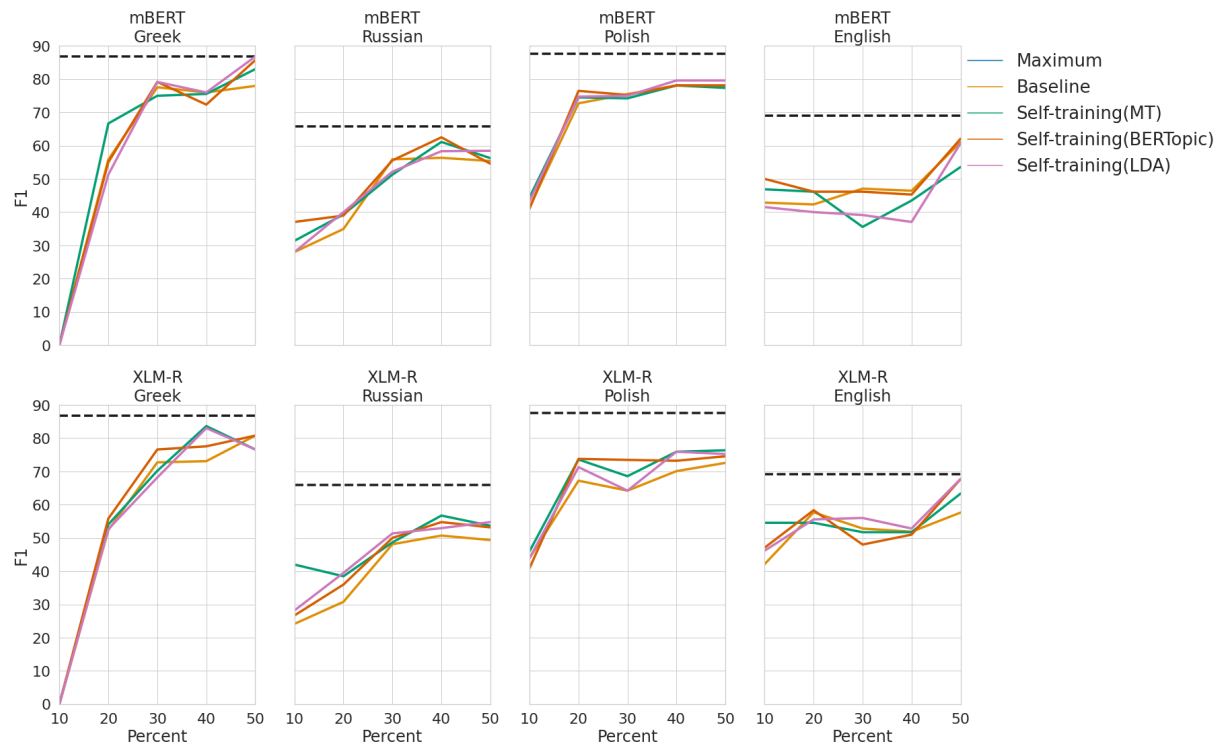 mBERT
Greek
mBERT
Russian
mBERT
Polish
mBERT
English
F1
90
80
70
60
50
40
30
20
10
0
Maximum
Baseline
Self-training(MT)
Self-training(BERTopic)
Self-training(LDA)
XLM-R
Greek
XLM-R
Russian
XLM-R
Polish
XLM-R
English
F1
90
80
70
60
50
40
30
20
10
0
10 20 30 40 50
Percent
10 20 30 40 50
Percent
10 20 30 40 50
Percent
10 20 30 40 50
Percent